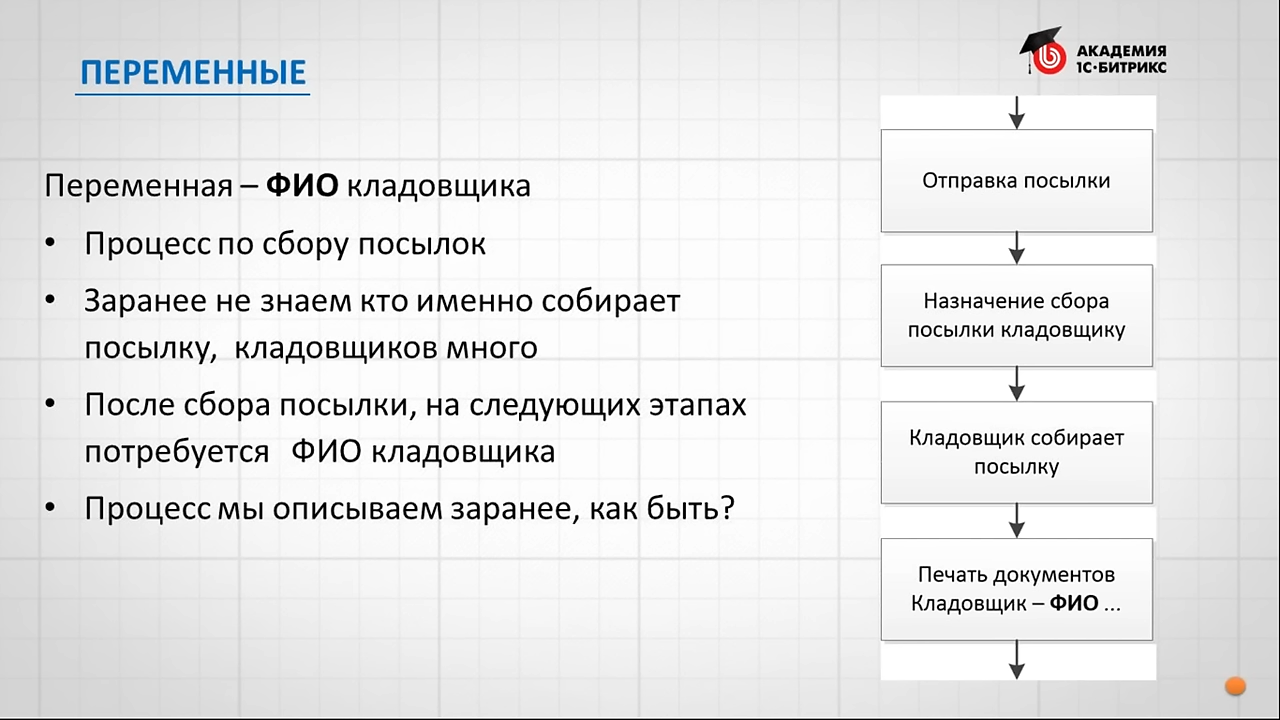 ПЕРЕМЕННЫЕ
АКАДЕМИЯ
1С-БИТРИКС
Переменная – ФИО кладовщика
• Процесс по сбору посылок
• Заранее не знаем кто именно собирает
посылку, кладовщиков много
• После сбора посылки, на следующих этапах
потребуется ФИО кладовщика
• Процесс мы описываем заранее, как быть?
Отправка посылки
Назначение сбора
посылки кладовщику
Кладовщик собирает
посылку
Печать документов
Кладовщик – ФИО ...